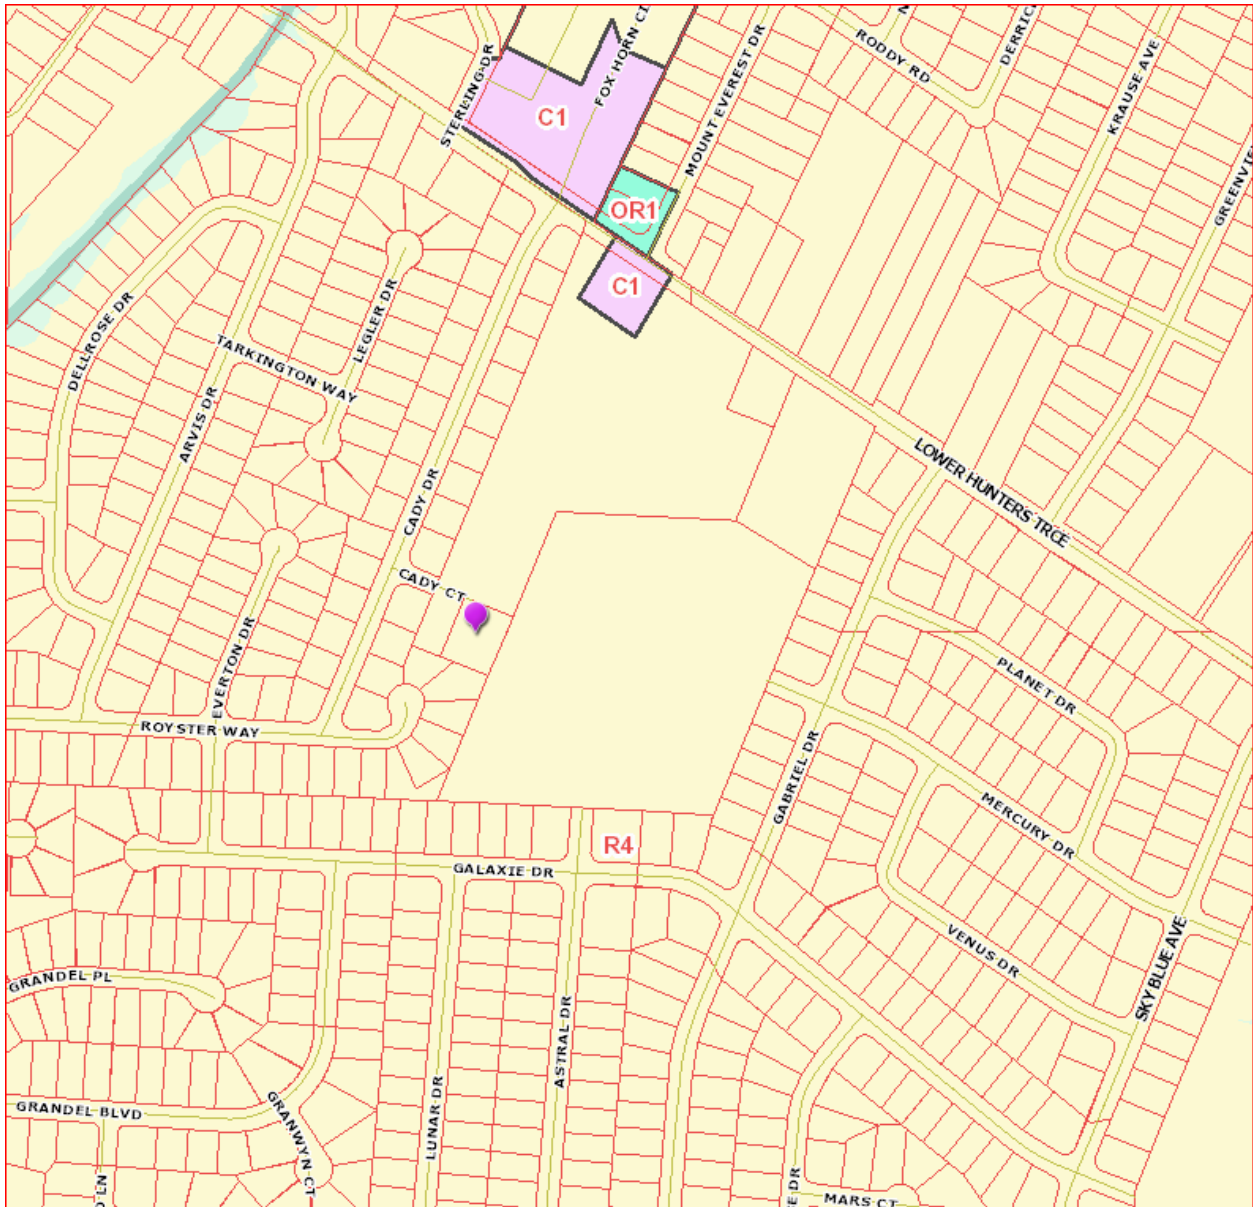 STERLING DR
FOX HORN CI
MOUNT EVEREST DR
RODDY RD
DERRIC
KRAUSE AVE
GREENVIE
C1
OR1
C1
DELLROSE DR
LEGLER DR
TARKINGTON WAY
ARVIS DR
CADY DR
LOWER HUNTERS TRCE
CADY CT
EVERTON DR
PLANET DR
ROYSTER WAY
GABRIEL DR
MERCURY DR
R4
GALAXIE DR
VENUS DR
SKY BLUE AVE
GRANDEL PL
ASTRAL DR
LUNAR DR
GRANDEL BLVD
GRANWYN CT
LN
E DR
MARS CT